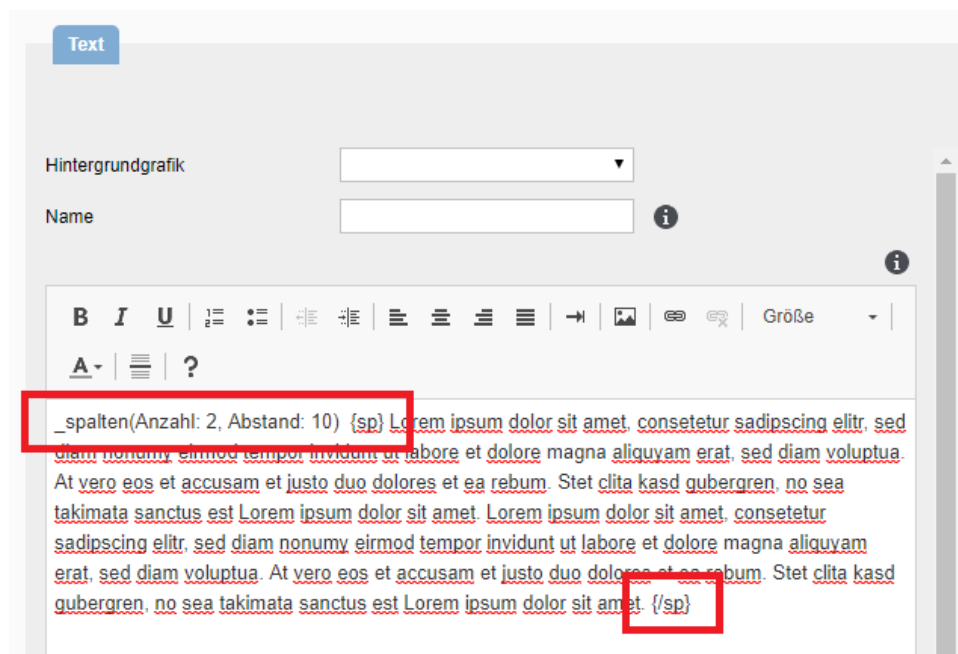 Text
Hintergrundgrafik
Name
B I U Größe
A ?
_spalten(Anzahl: 2, Abstand: 10) {sp} Lorem ipsum dolor sit amet, consetetur sadipscing elitr, sed
diam nonumy eirmod tempor invidunt ut labore et dolore magna aliquyam erat, sed diam voluptua.
At vero eos et accusam et justo duo dolores et ea rebum. Stet clita kasd gubergren, no sea
takimata sanctus est Lorem ipsum dolor sit amet. Lorem ipsum dolor sit amet, consetetur
sadipscing elitr, sed diam nonumy eirmod tempor invidunt ut labore et dolore magna aliquyam
erat, sed diam voluptua. At vero eos et accusam et justo duo dolores et ea rebum. Stet clita kasd
gubergren, no sea takimata sanctus est Lorem ipsum dolor sit amet. {/sp}